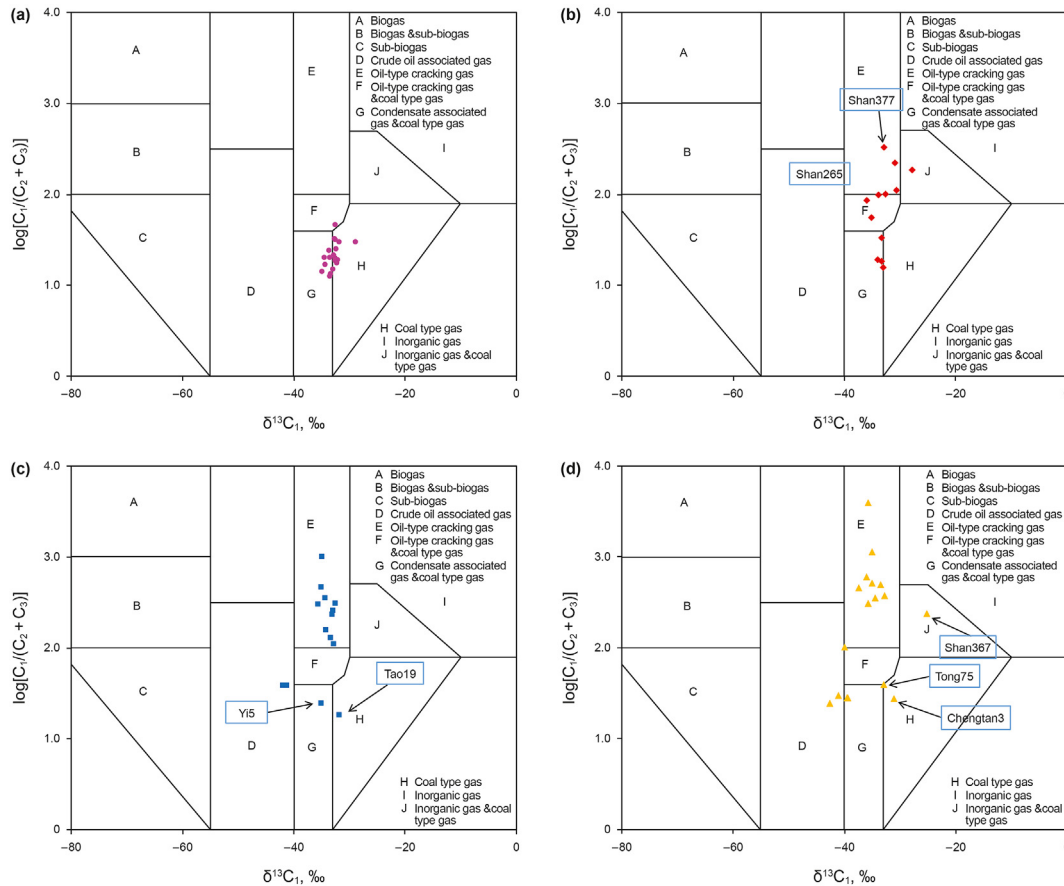 (a)
4.0
3.0
2.0
1.0
0
log[C₁/(C₂ + C₃)]
A
B
C
D
E
F
G
H
I
J
A Biogas
B Biogas &sub-biogas
C Sub-biogas
D Crude oil associated gas
E Oil-type cracking gas
F Oil-type cracking gas
&coal type gas
G Condensate associated
gas &coal type gas
H Coal type gas
I Inorganic gas
J Inorganic gas &coal
type gas
−80
−60
−40
−20
0
δ¹³C₁, ‰
(b)
4.0
3.0
2.0
1.0
0
log[C₁/(C₂ + C₃)]
A
B
C
D
E
F
G
H
I
J
Shan377
Shan265
A Biogas
B Biogas &sub-biogas
C Sub-biogas
D Crude oil associated gas
E Oil-type cracking gas
F Oil-type cracking gas
&coal type gas
G Condensate associated
gas &coal type gas
H Coal type gas
I Inorganic gas
J Inorganic gas &coal
type gas
−80
−60
−40
−20
δ¹³C₁, ‰
(c)
4.0
3.0
2.0
1.0
0
log[C₁/(C₂ + C₃)]
A
B
C
D
E
F
G
H
I
J
Tao19
Yi5
A Biogas
B Biogas &sub-biogas
C Sub-biogas
D Crude oil associated gas
E Oil-type cracking gas
F Oil-type cracking gas
&coal type gas
G Condensate associated
gas &coal type gas
H Coal type gas
I Inorganic gas
J Inorganic gas &coal
type gas
−80
−60
−40
−20
0
δ¹³C₁, ‰
(d)
4.0
3.0
2.0
1.0
0
log[C₁/(C₂ + C₃)]
A
B
C
D
E
F
G
H
I
J
Shan367
Tong75
Chengtan3
A Biogas
B Biogas &sub-biogas
C Sub-biogas
D Crude oil associated gas
E Oil-type cracking gas
F Oil-type cracking gas
&coal type gas
G Condensate associated
gas &coal type gas
H Coal type gas
I Inorganic gas
J Inorganic gas &coal
type gas
−80
−60
−40
−20
δ¹³C₁, ‰